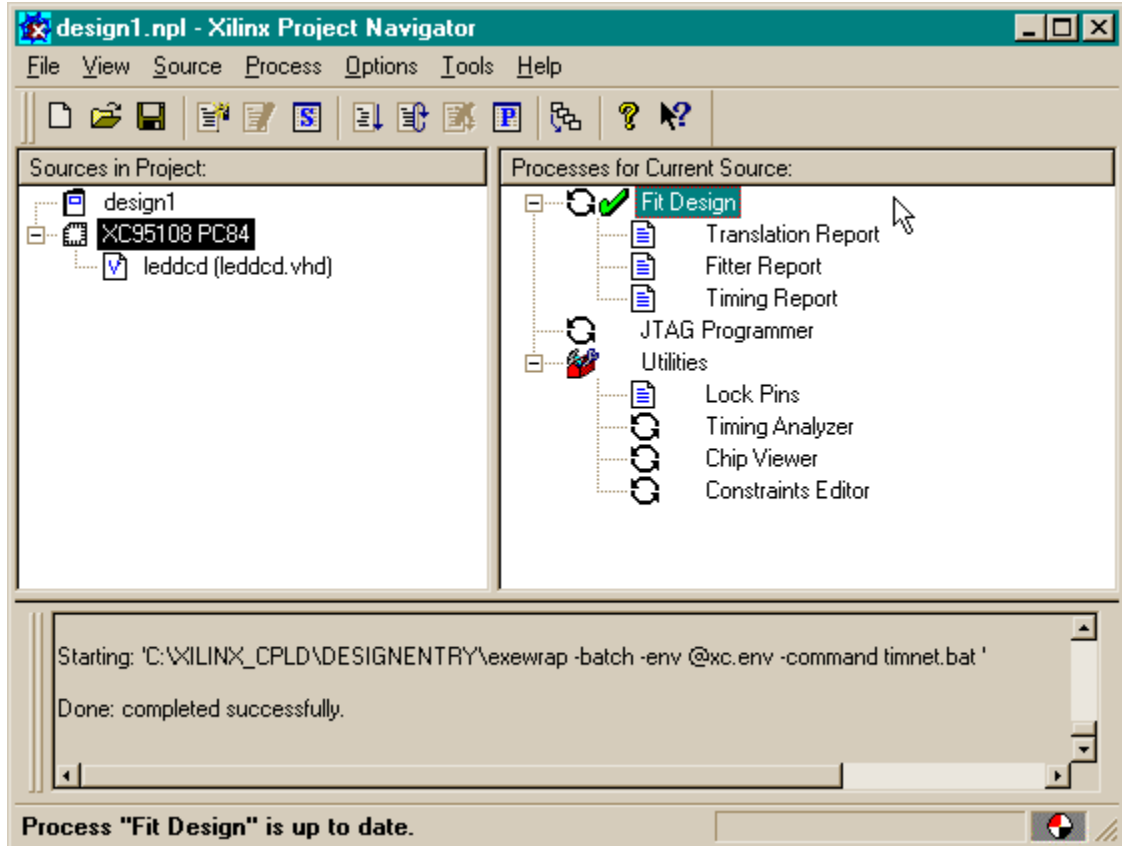 design1.npl - Xilinx Project Navigator
File View Source Process Options Tools Help
Sources in Project:
design1
XC95108 PC84
leddcd (leddcd.vhd)
Processes for Current Source:
Fit Design
Translation Report
Fitter Report
Timing Report
JTAG Programmer
Utilities
Lock Pins
Timing Analyzer
Chip Viewer
Constraints Editor
Starting: 'C:\XILINX_CPLD\DESIGNENTRY\exewrap -batch -env @xc.env -command timnet.bat '
Done: completed successfully.
Process "Fit Design" is up to date.